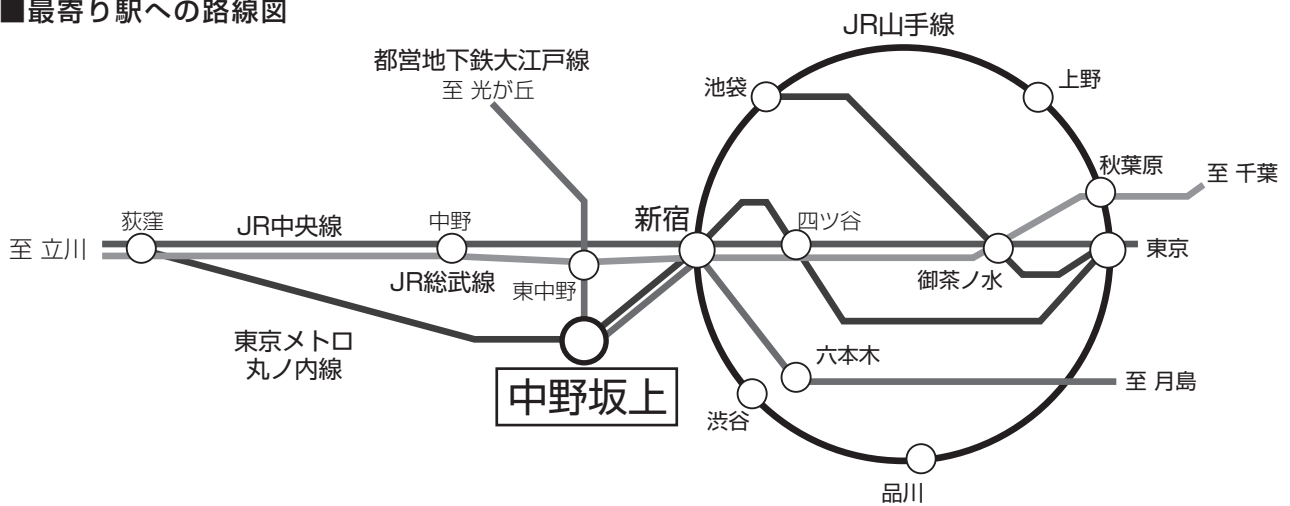 ■最寄り駅への路線図
JR山手線
都営地下鉄大江戸線
至 光が丘
池袋
上野
秋葉原
至 千葉
荻窪
JR中央線
中野
新宿
四ツ谷
至 立川
東京
JR総武線
東中野
御茶ノ水
東京メトロ
丸ノ内線
六本木
中野坂上
至 月島
渋谷
品川